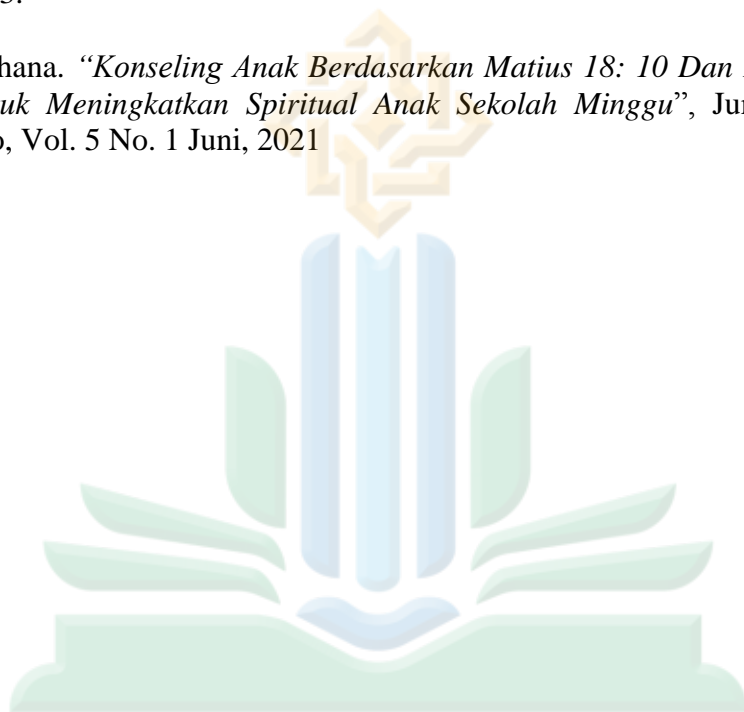 3.
hana. “Konseling Anak Berdasarkan Matius 18: 10 Dan
uk Meningkatkan Spiritual Anak Sekolah Minggu”, Jur
, Vol. 5 No. 1 Juni, 2021